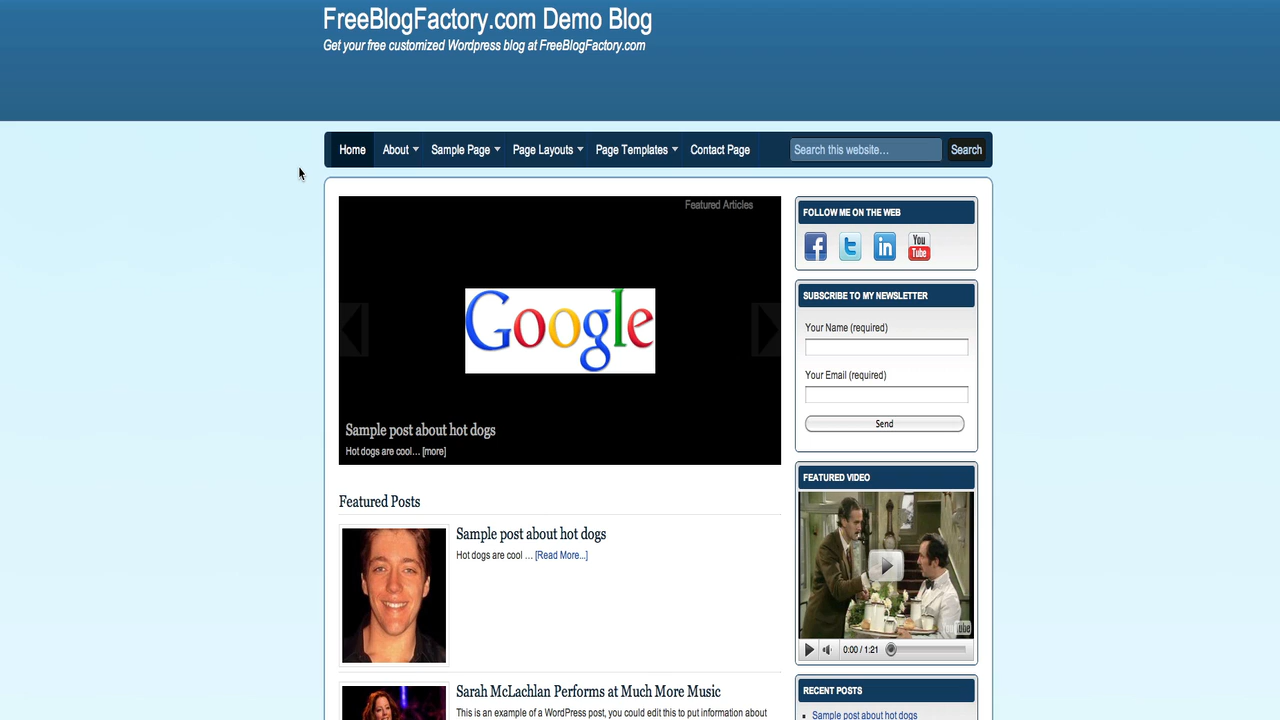 FreeBlogFactory.com Demo Blog
Get your free customized Wordpress blog at FreeBlogFactory.com
Home About Sample Page Page Layouts Page Templates Contact Page Search this website… Search
Featured Articles
Google
Sample post about hot dogs
Hot dogs are cool… [more]
Featured Posts
Sample post about hot dogs
Hot dogs are cool … [Read More...]
Sarah McLachlan Performs at Much More Music
This is an example of a WordPress post, you could edit this to put information about
FOLLOW ME ON THE WEB
f t in You Tube
SUBSCRIBE TO MY NEWSLETTER
Your Name (required)
Your Email (required)
Send
FEATURED VIDEO
YouTube
0:00 / 1:21
RECENT POSTS
Sample post about hot dogs